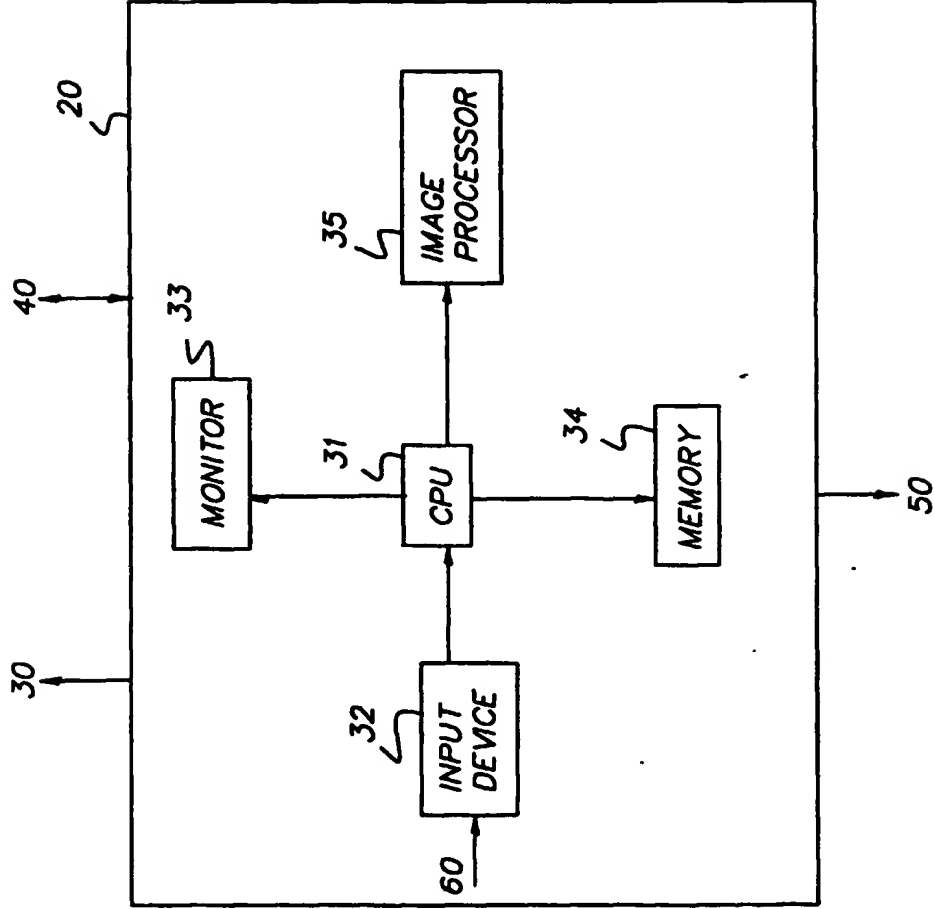 20
40
30
33
MONITOR
35
IMAGE
PROCESSOR
31
CPU
32
INPUT
DEVICE
60
34
MEMORY
50